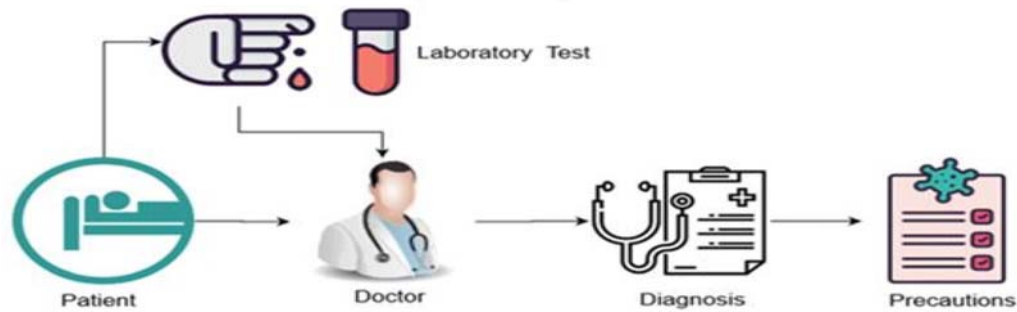 Laboratory Test
Patient
Doctor
Diagnosis
Precautions